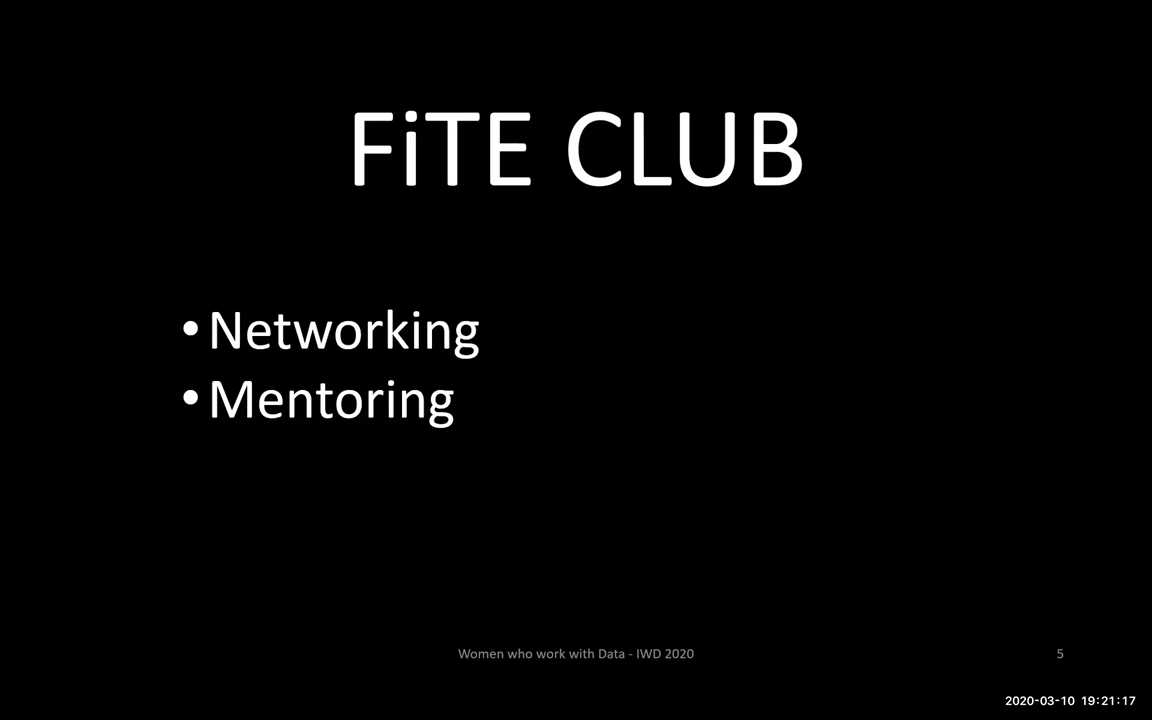 FiTE CLUB
• Networking
• Mentoring
Women who work with Data - IWD 2020
5
2020-03-10 19:21:17